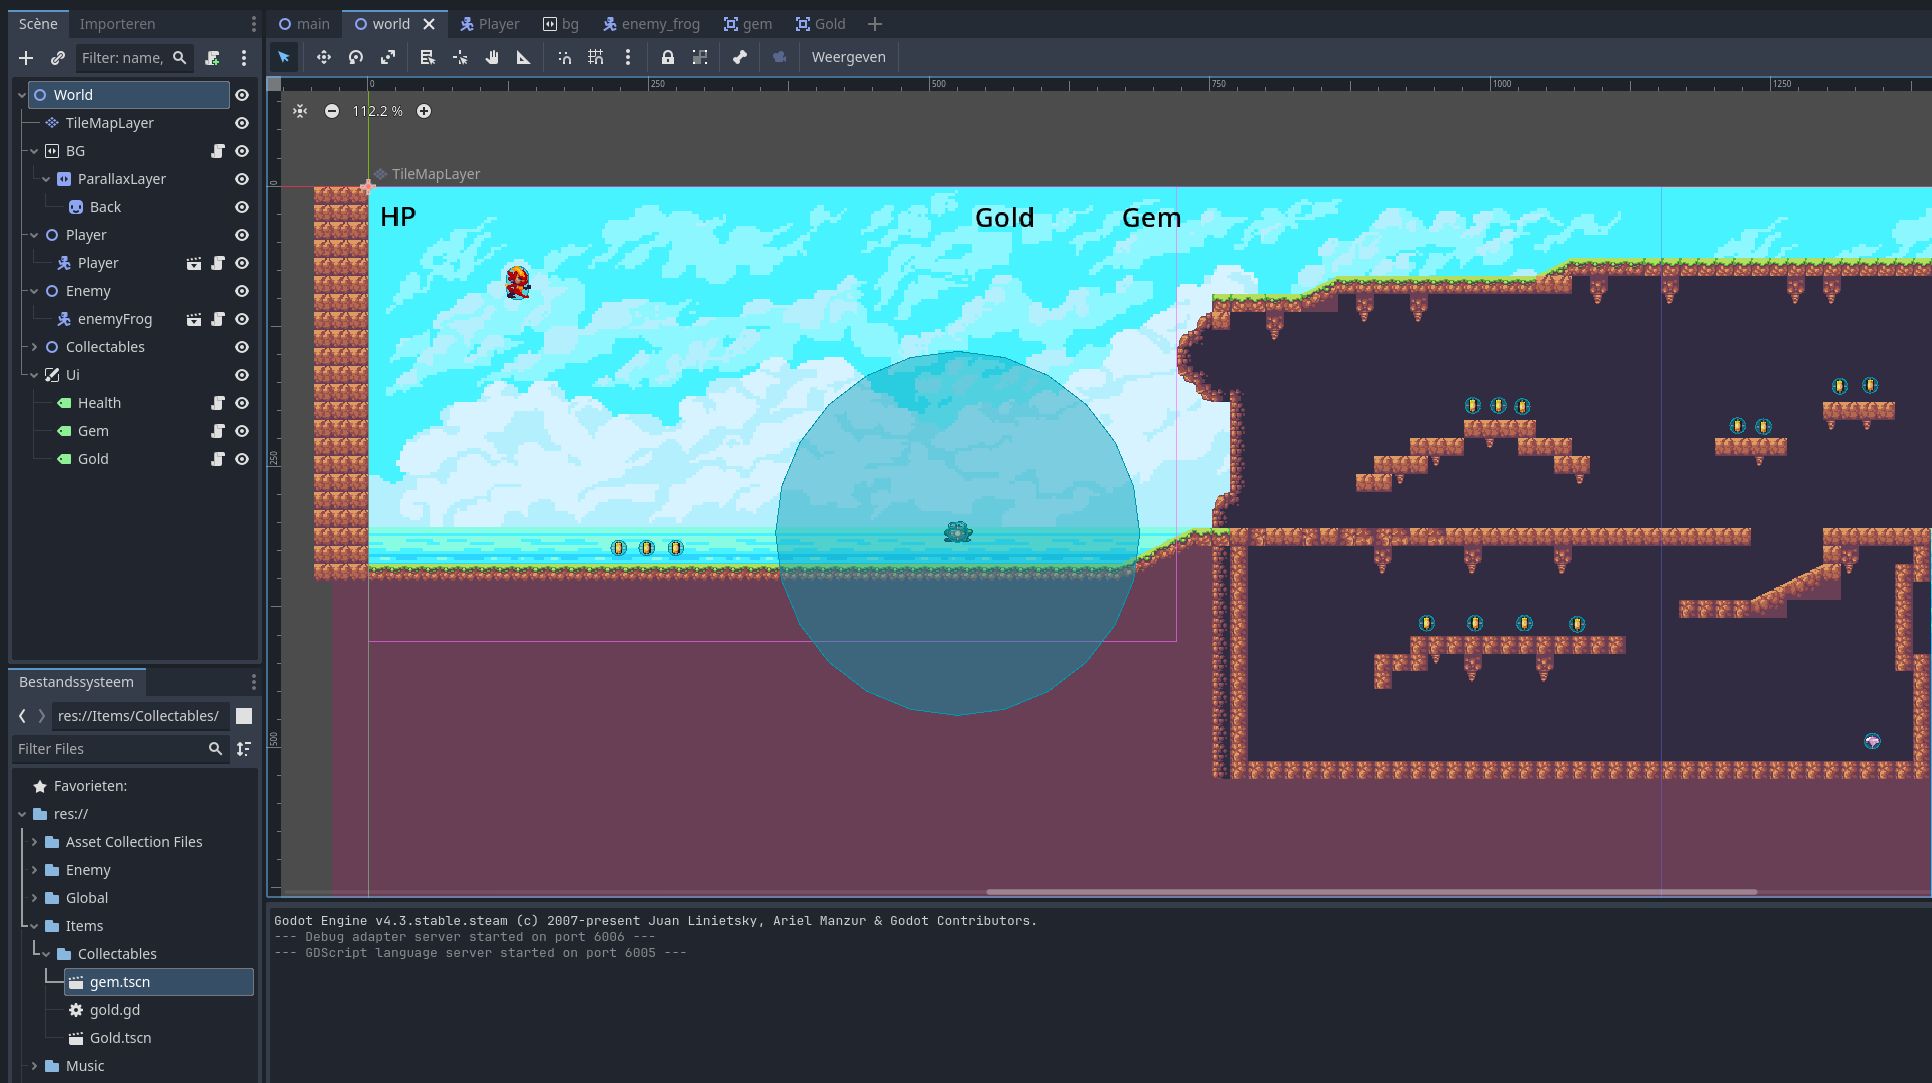 Scène Importeren
Filter: name,
World
TileMapLayer
BG
ParallaxLayer
Back
Player
Player
Enemy
enemyFrog
Collectables
Ui
Health
Gem
Gold
Bestandssysteem
res://Items/Collectables/
Filter Files
Favorieten:
res://
Asset Collection Files
Enemy
Global
Items
Collectables
gem.tscn
gold.gd
Gold.tscn
Music
main world Player bg enemy_frog gem Gold
Weergeven
0 250 500 750 1000 1250
112.2 %
TileMapLayer
0
250
500
HP Gold Gem
Godot Engine v4.3.stable.steam (c) 2007-present Juan Linietsky, Ariel Manzur & Godot Contributors.
--- Debug adapter server started on port 6006 ---
--- GDScript language server started on port 6005 ---